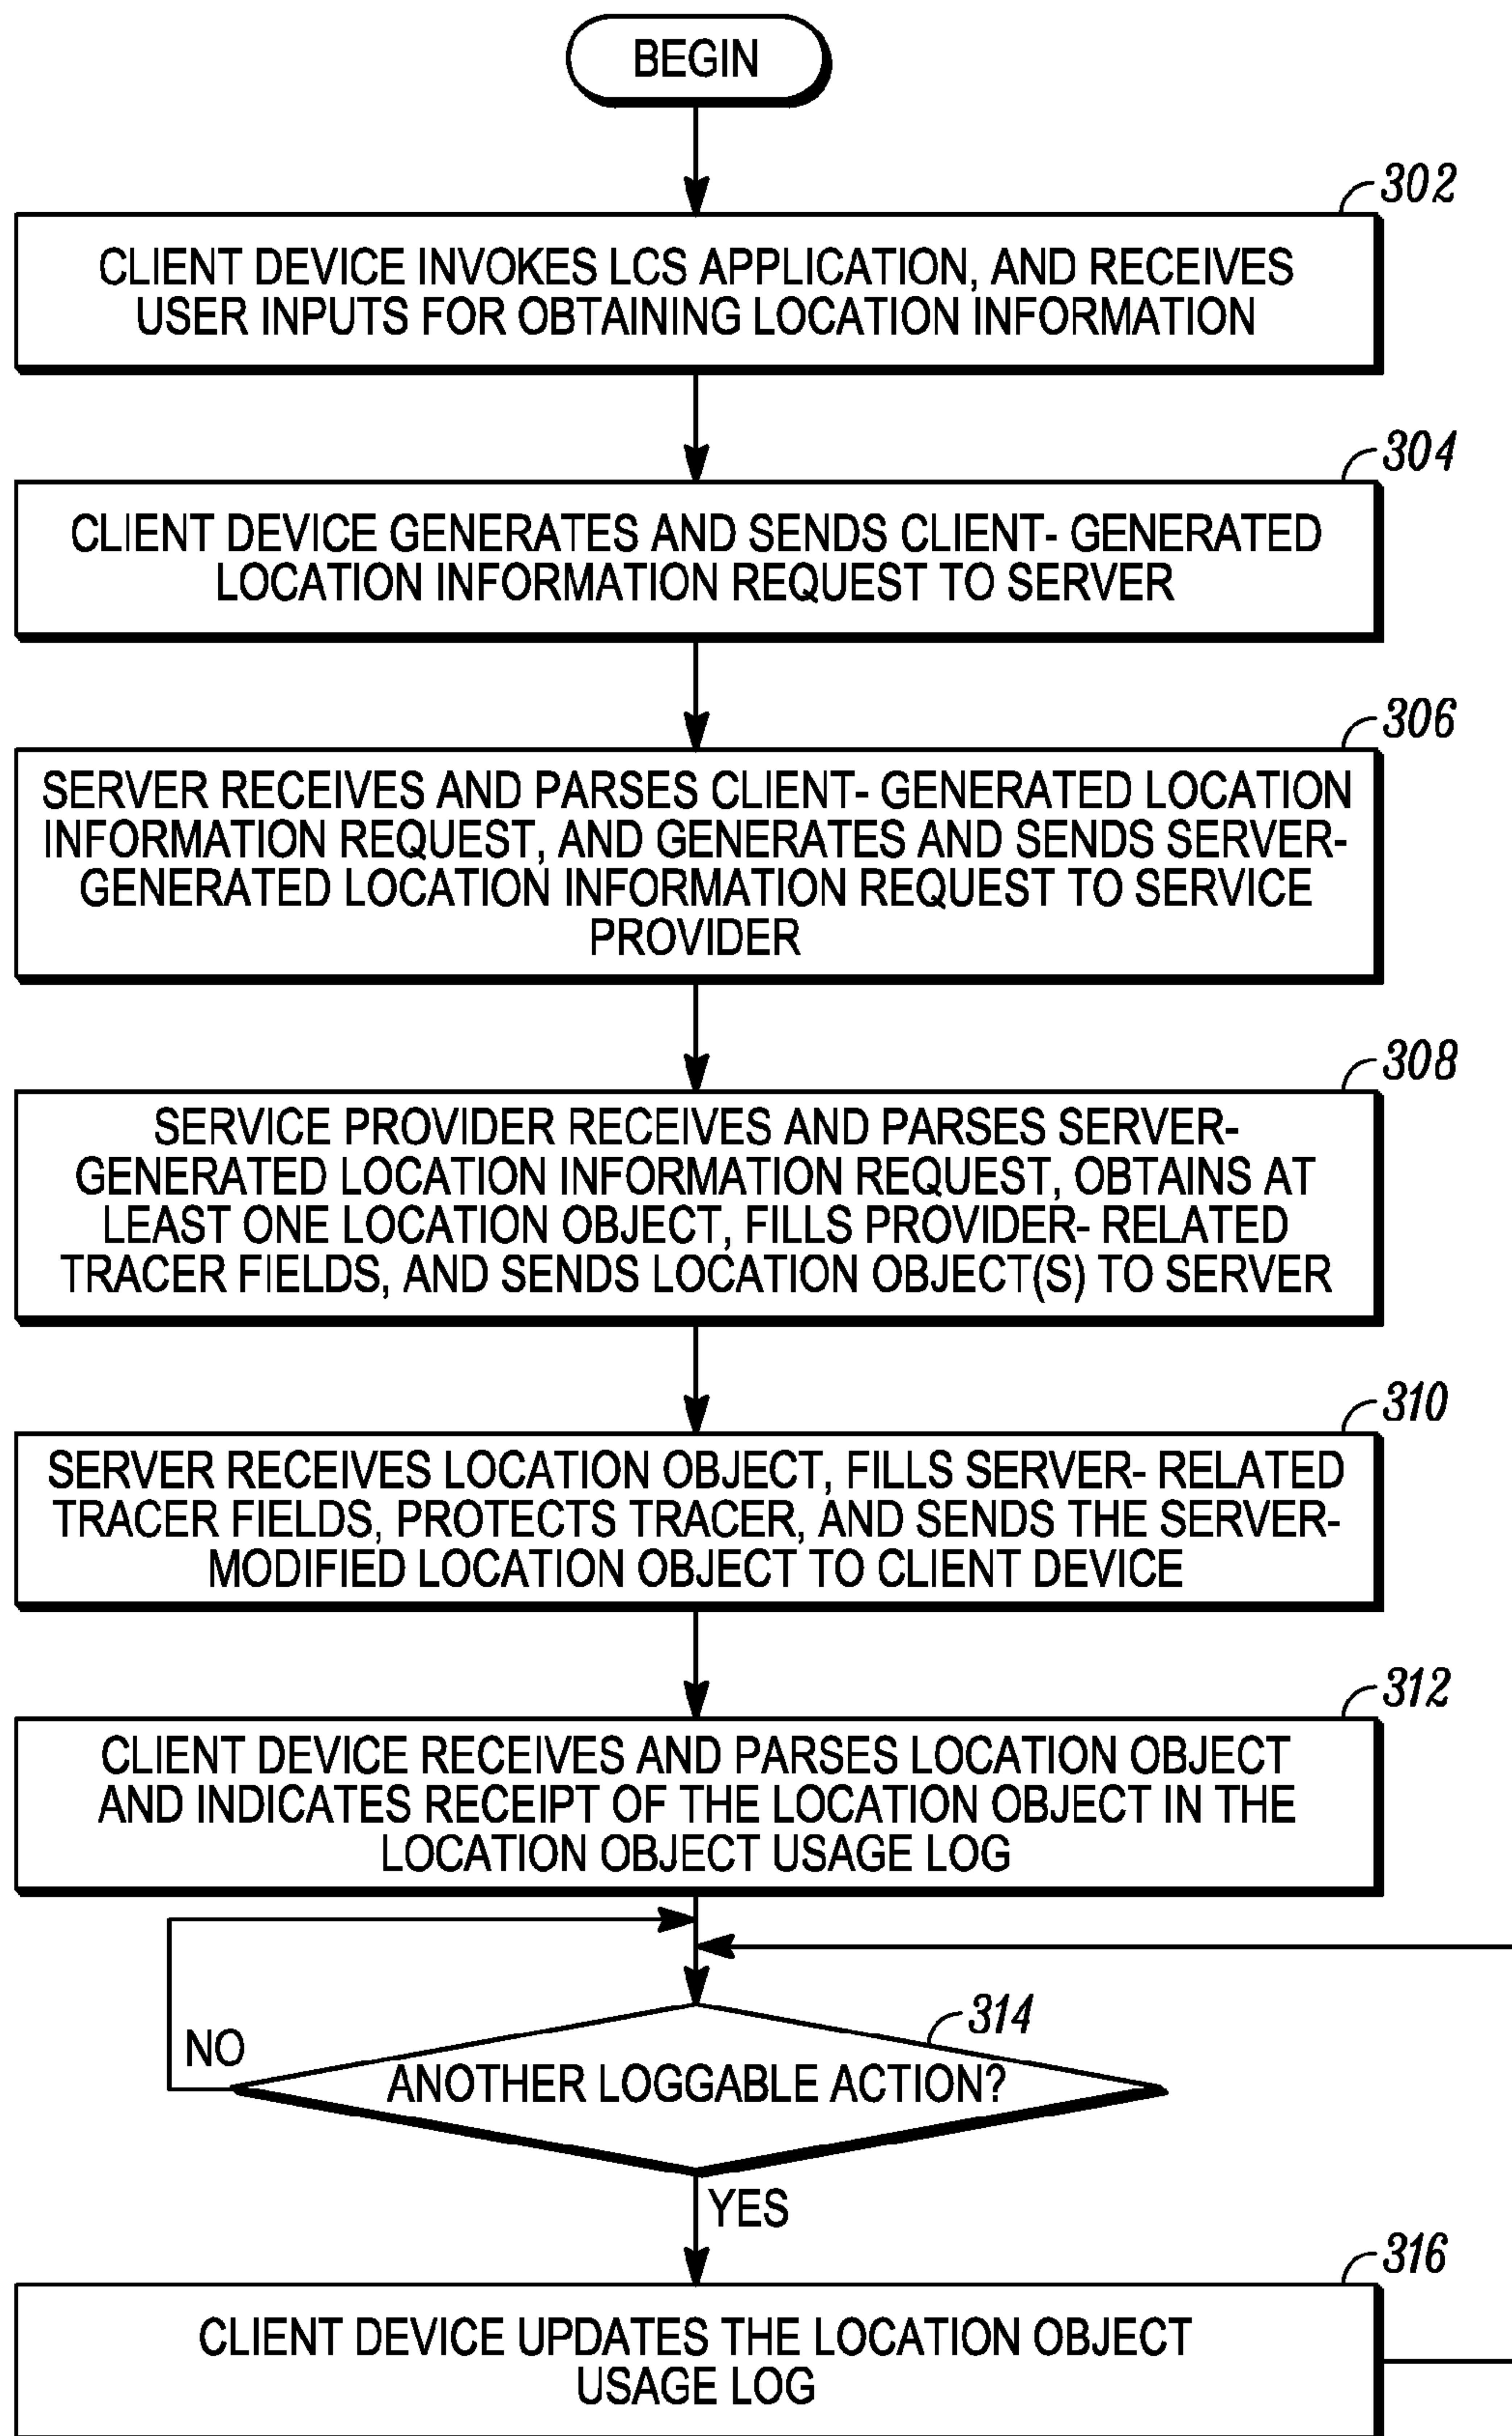 BEGIN
302
CLIENT DEVICE INVOKES LCS APPLICATION, AND RECEIVES
USER INPUTS FOR OBTAINING LOCATION INFORMATION
304
CLIENT DEVICE GENERATES AND SENDS CLIENT- GENERATED
LOCATION INFORMATION REQUEST TO SERVER
306
SERVER RECEIVES AND PARSES CLIENT- GENERATED LOCATION
INFORMATION REQUEST, AND GENERATES AND SENDS SERVER-
GENERATED LOCATION INFORMATION REQUEST TO SERVICE
PROVIDER
308
SERVICE PROVIDER RECEIVES AND PARSES SERVER-
GENERATED LOCATION INFORMATION REQUEST, OBTAINS AT
LEAST ONE LOCATION OBJECT, FILLS PROVIDER- RELATED
TRACER FIELDS, AND SENDS LOCATION OBJECT(S) TO SERVER
310
SERVER RECEIVES LOCATION OBJECT, FILLS SERVER- RELATED
TRACER FIELDS, PROTECTS TRACER, AND SENDS THE SERVER-
MODIFIED LOCATION OBJECT TO CLIENT DEVICE
312
CLIENT DEVICE RECEIVES AND PARSES LOCATION OBJECT
AND INDICATES RECEIPT OF THE LOCATION OBJECT IN THE
LOCATION OBJECT USAGE LOG
314
NO
ANOTHER LOGGABLE ACTION?
YES
316
CLIENT DEVICE UPDATES THE LOCATION OBJECT
USAGE LOG